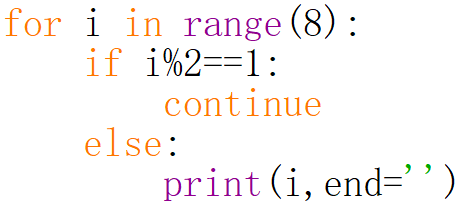 for i in range(8):
    if i%2==1:
        continue
    else:
        print(i,end='')